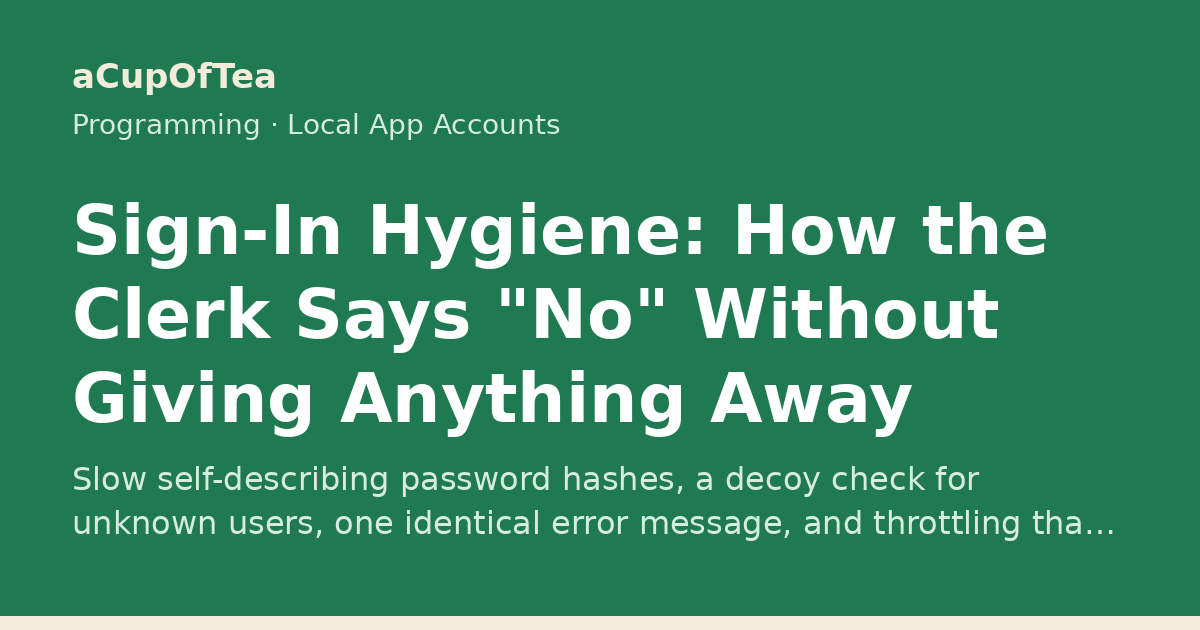 aCupOfTea
Programming · Local App Accounts
Sign-In Hygiene: How the
Clerk Says "No" Without
Giving Anything Away
Slow self-describing password hashes, a decoy check for
unknown users, one identical error message, and throttling tha…